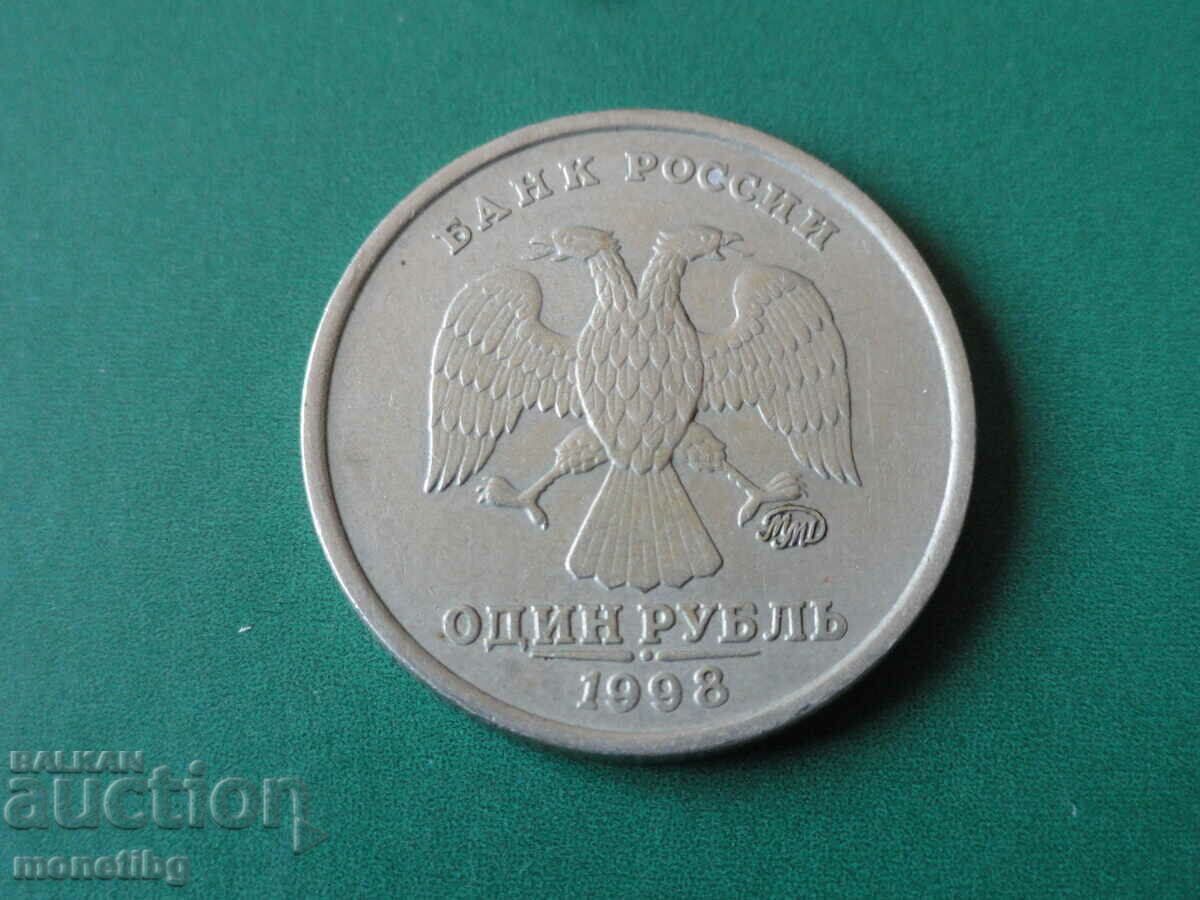 БАНК РОССИИ
ММД
ОДИН РУБЛЬ
1998
BALKAN
auction
monetibg